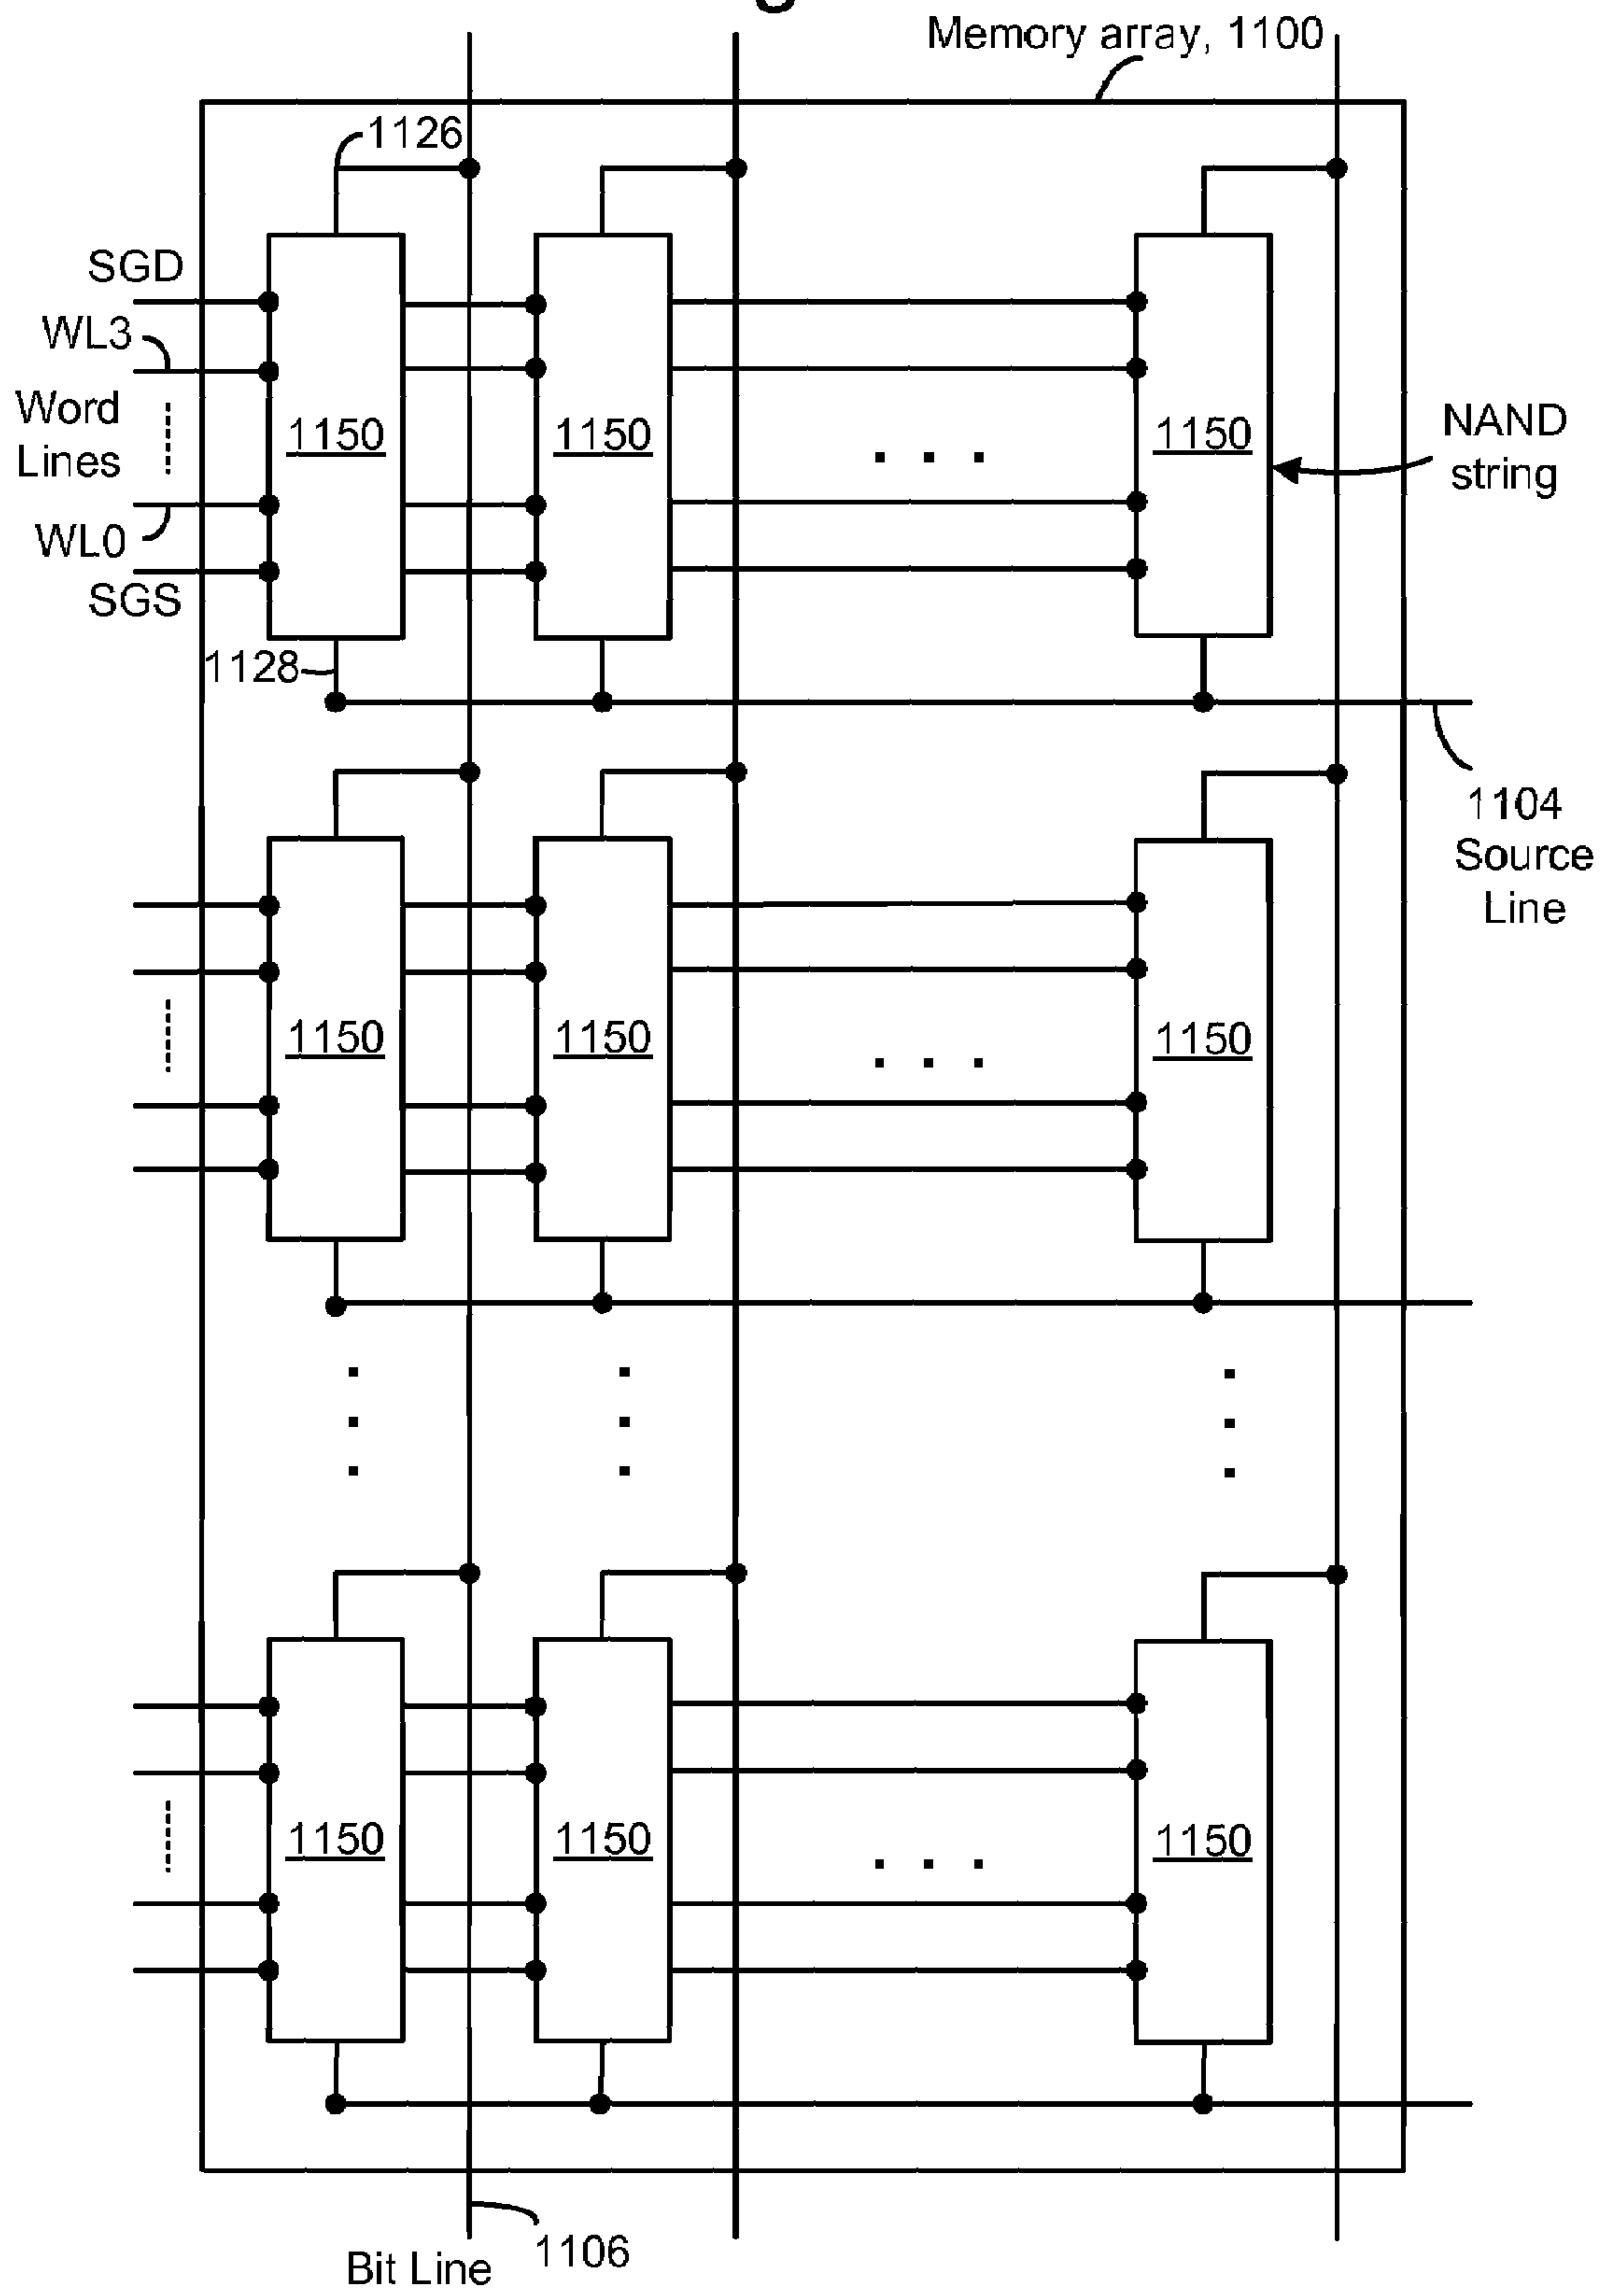 Memory array, 1100
1126
SGD
WL3
Word
Lines
WL0
SGS
1150
1150
1150
NAND
string
1128
1104
Source
Line
1150
1150
1150
1150
1150
1150
1106
Bit Line